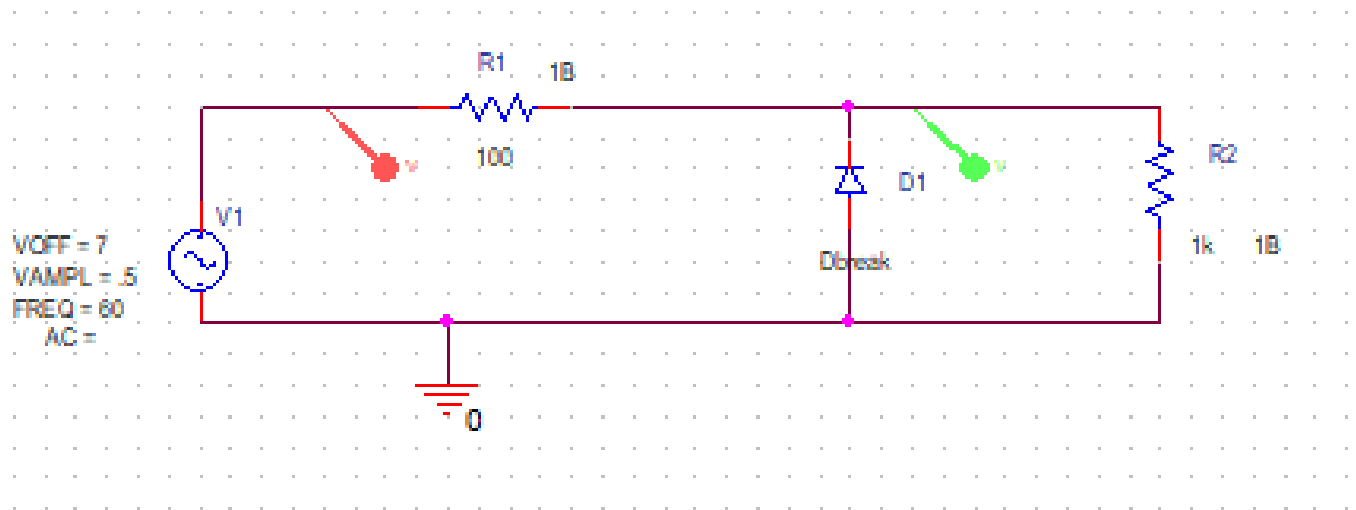 R1
1B
100
V
V
D1
Dbreak
R2
1k
1B
V1
VOFF = 7
VAMPL = .5
FREQ = 60
AC =
0